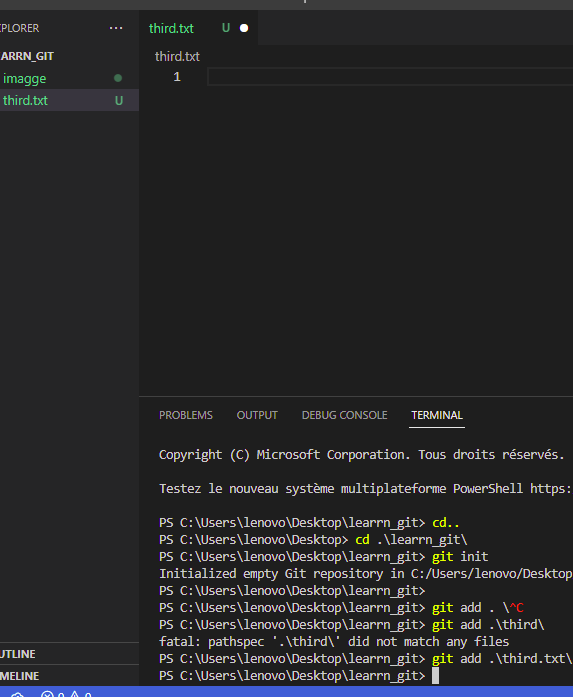 PLORER ...
third.txt U
ARRN_GIT
third.txt
imagge
1
third.txt U
PROBLEMS OUTPUT DEBUG CONSOLE TERMINAL
Copyright (C) Microsoft Corporation. Tous droits réservés.
Testez le nouveau système multiplateforme PowerShell https:
PS C:\Users\lenovo\Desktop\learrn_git> cd..
PS C:\Users\lenovo\Desktop> cd .\learrn_git\
PS C:\Users\lenovo\Desktop\learrn_git> git init
Initialized empty Git repository in C:/Users/lenovo/Desktop
PS C:\Users\lenovo\Desktop\learrn_git>
PS C:\Users\lenovo\Desktop\learrn_git> git add . \^C
PS C:\Users\lenovo\Desktop\learrn_git> git add .\third\
fatal: pathspec '.\third\' did not match any files
PS C:\Users\lenovo\Desktop\learrn_git> git add .\third.txt\
PS C:\Users\lenovo\Desktop\learrn_git>
UTLINE
MELINE